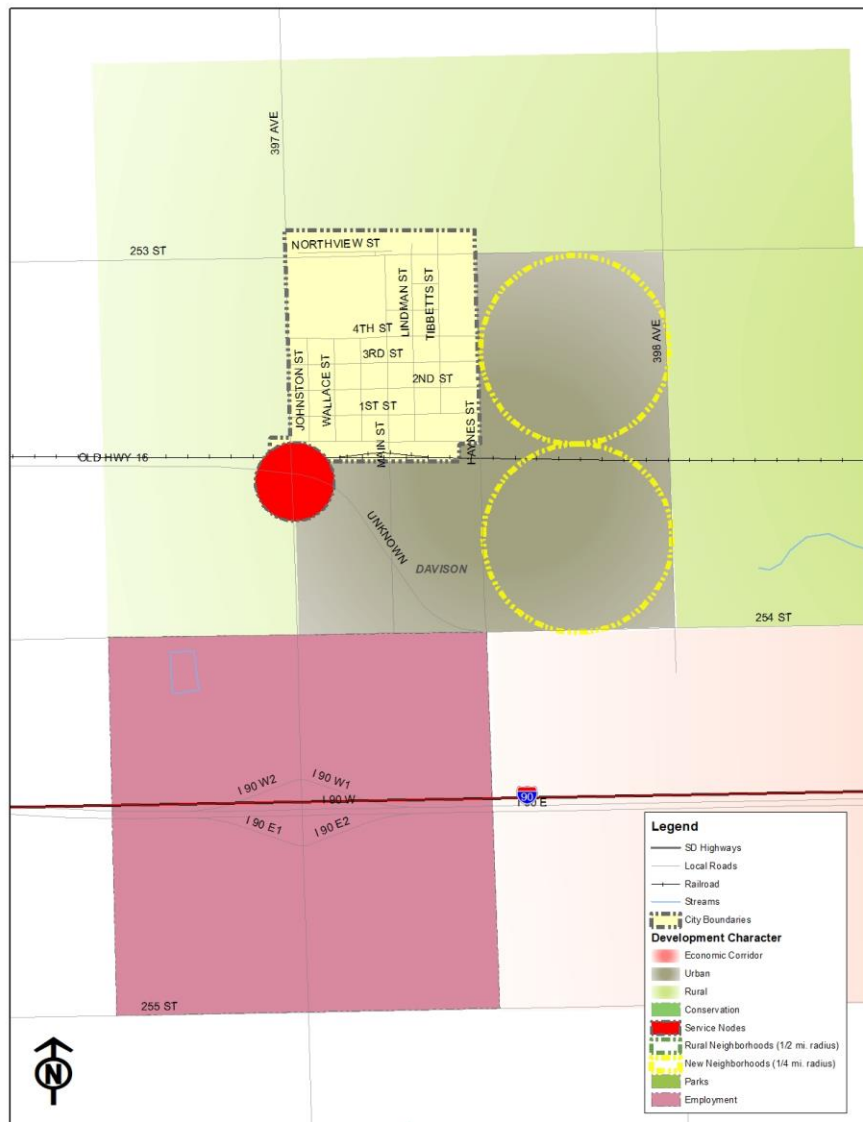 397 AVE
253 ST
NORTHVIEW ST
LINDMAN ST
TIBBETTS ST
398 AVE
4TH ST
3RD ST
2ND ST
JOHNSTON ST
WALLACE ST
1ST ST
MAIN ST
HAYNES ST
OLD HWY 16
UNKNOWN
DAVISON
254 ST
I 90 W2
I 90 W1
I 90 W
90
I 90 E
I 90 E1
I 90 E2
255 ST
N
Legend
SD Highways
Local Roads
Railroad
Streams
City Boundaries
Development Character
Economic Corridor
Urban
Rural
Conservation
Service Nodes
Rural Neighborhoods (1/2 mi. radius)
New Neighborhoods (1/4 mi. radius)
Parks
Employment